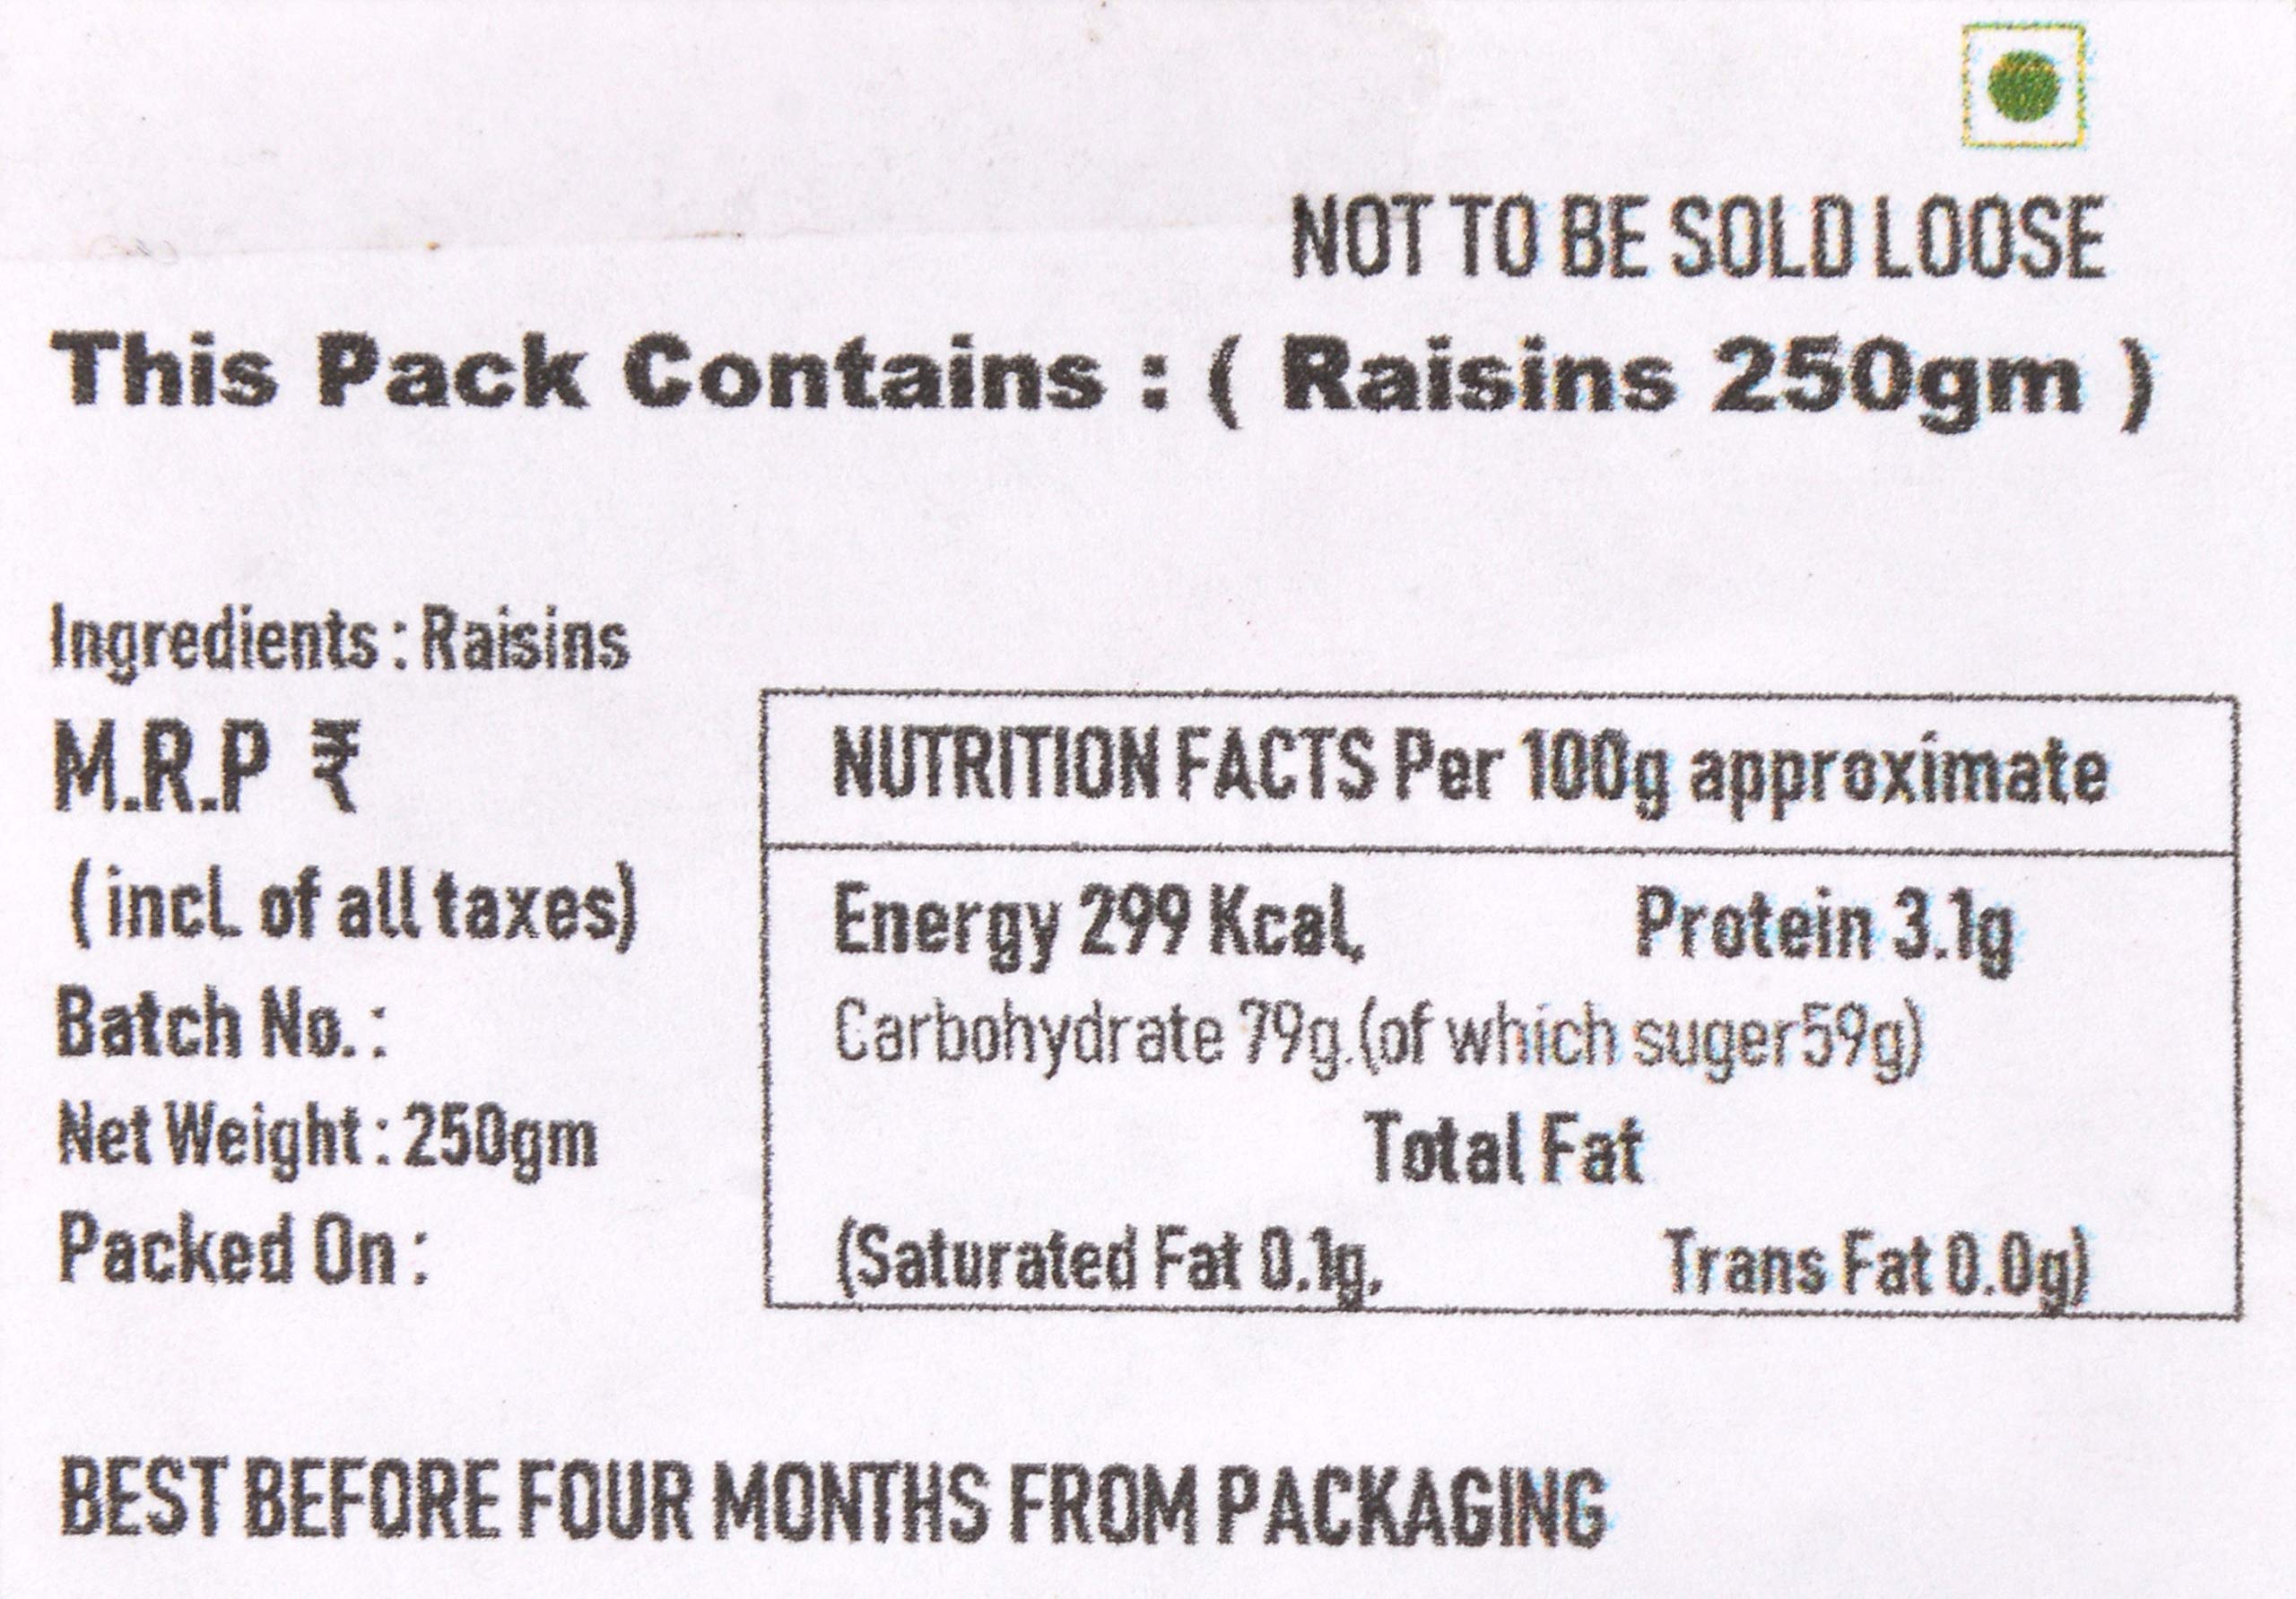 NOT TO BE SOLD LOOSE
This Pack Contains : ( Raisins 250gm )
Ingredients : Raisins
M.R.P ₹
( incl. of all taxes)
Batch No. :
Net Weight : 250gm
Packed On :
NUTRITION FACTS Per 100g approximate
Energy 299 Kcal, Protein 3.1g
Carbohydrate 79g.(of which suger59g)
Total Fat
(Saturated Fat 0.1g, Trans Fat 0.0g)
BEST BEFORE FOUR MONTHS FROM PACKAGING